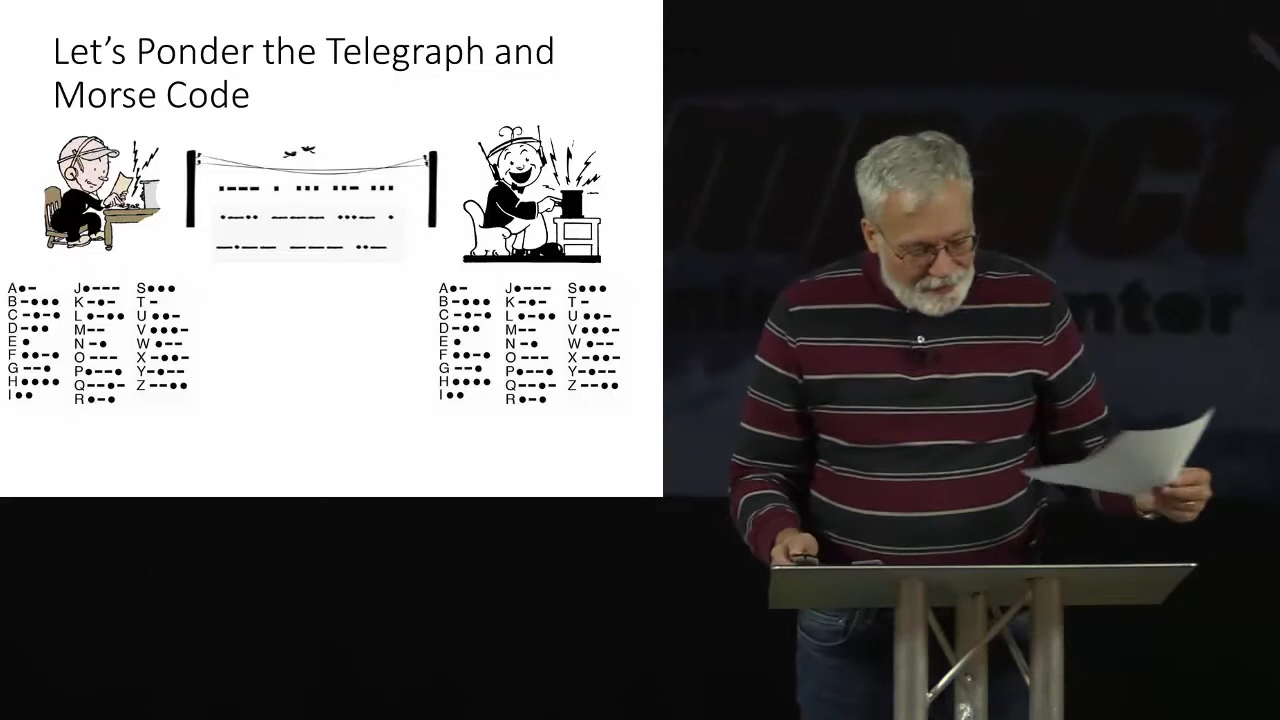 Let's Ponder the Telegraph and
Morse Code
A●−
B−●●●
C−●−●
D−●●
E●
F●●−●
G−−●
H●●●●
I●●
J●−−−
K−●−
L●−●●
M−−
N−●
O−−−
P●−−●
Q−−●−
R●−●
S●●●
T−
U●●−
V●●●−
W●−−
X−●●−
Y−●−−
Z−−●●
A●−
B−●●●
C−●−●
D−●●
E●
F●●−●
G−−●
H●●●●
I●●
J●−−−
K−●−
L●−●●
M−−
N−●
O−−−
P●−−●
Q−−●−
R●−●
S●●●
T−
U●●−
V●●●−
W●−−
X−●●−
Y−●−−
Z−−●●